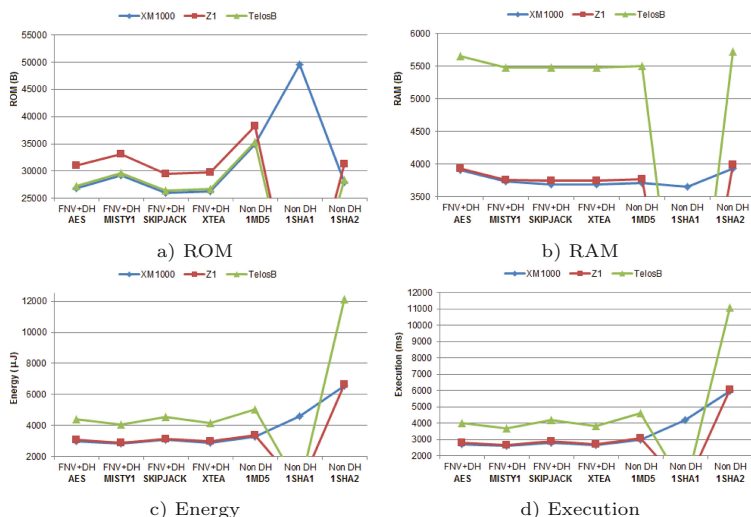 XM1000 Z1 TelosB
ROM (B)
55000
50000
45000
40000
35000
30000
25000
FNV+DH FNV+DH FNV+DH FNV+DH Non DH Non DH Non DH
AES MISTY1 SKIPJACK XTEA 1MD5 1SHA1 1SHA2
a) ROM
XM1000 Z1 TelosB
RAM (B)
6000
5500
5000
4500
4000
3500
FNV+DH FNV+DH FNV+DH FNV+DH Non DH Non DH Non DH
AES MISTY1 SKIPJACK XTEA 1MD5 1SHA1 1SHA2
b) RAM
XM1000 Z1 TelosB
Energy (µJ)
12000
10000
8000
6000
4000
2000
FNV+DH FNV+DH FNV+DH FNV+DH Non DH Non DH Non DH
AES MISTY1 SKIPJACK XTEA 1MD5 1SHA1 1SHA2
c) Energy
XM1000 Z1 TelosB
Execution (ms)
12000
11000
10000
9000
8000
7000
6000
5000
4000
3000
2000
FNV+DH FNV+DH FNV+DH FNV+DH Non DH Non DH Non DH
AES MISTY1 SKIPJACK XTEA 1MD5 1SHA1 1SHA2
d) Execution